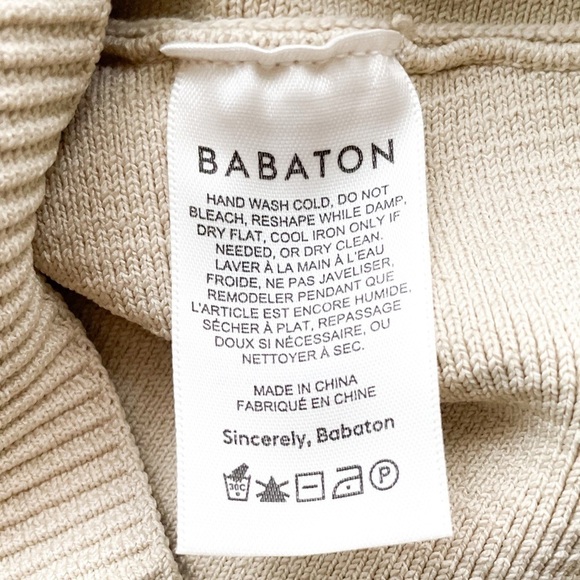 BABATON
HAND WASH COLD, DO NOT
BLEACH, RESHAPE WHILE DAMP,
DRY FLAT, COOL IRON ONLY IF
NEEDED, OR DRY CLEAN.
LAVER À LA MAIN À L'EAU
FROIDE, NE PAS JAVELISER,
REMODELER PENDANT QUE
L'ARTICLE EST ENCORE HUMIDE,
SÉCHER À PLAT, REPASSAGE
DOUX SI NÉCESSAIRE, OU
NETTOYER À SEC.
MADE IN CHINA
FABRIQUÉ EN CHINE
Sincerely, Babaton
30C P